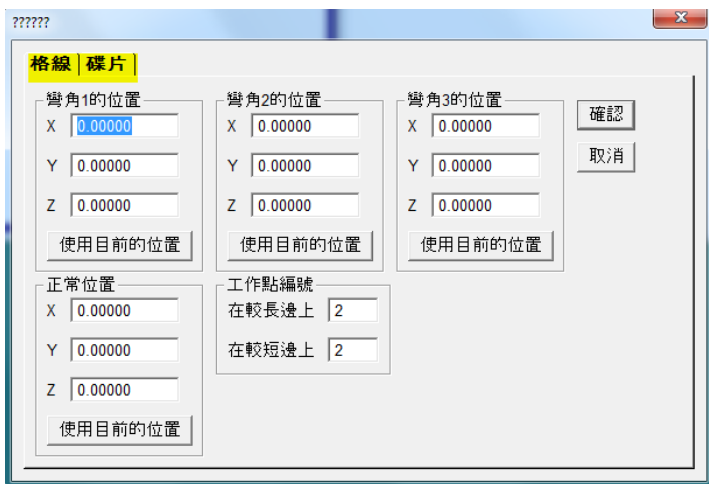 ??????
格線 碟片
彎角1的位置 彎角2的位置 彎角3的位置
X 0.00000 X 0.00000 X 0.00000 確認
Y 0.00000 Y 0.00000 Y 0.00000 取消
Z 0.00000 Z 0.00000 Z 0.00000
使用目前的位置 使用目前的位置 使用目前的位置
正常位置 工作點編號
X 0.00000 在較長邊上 2
Y 0.00000 在較短邊上 2
Z 0.00000
使用目前的位置